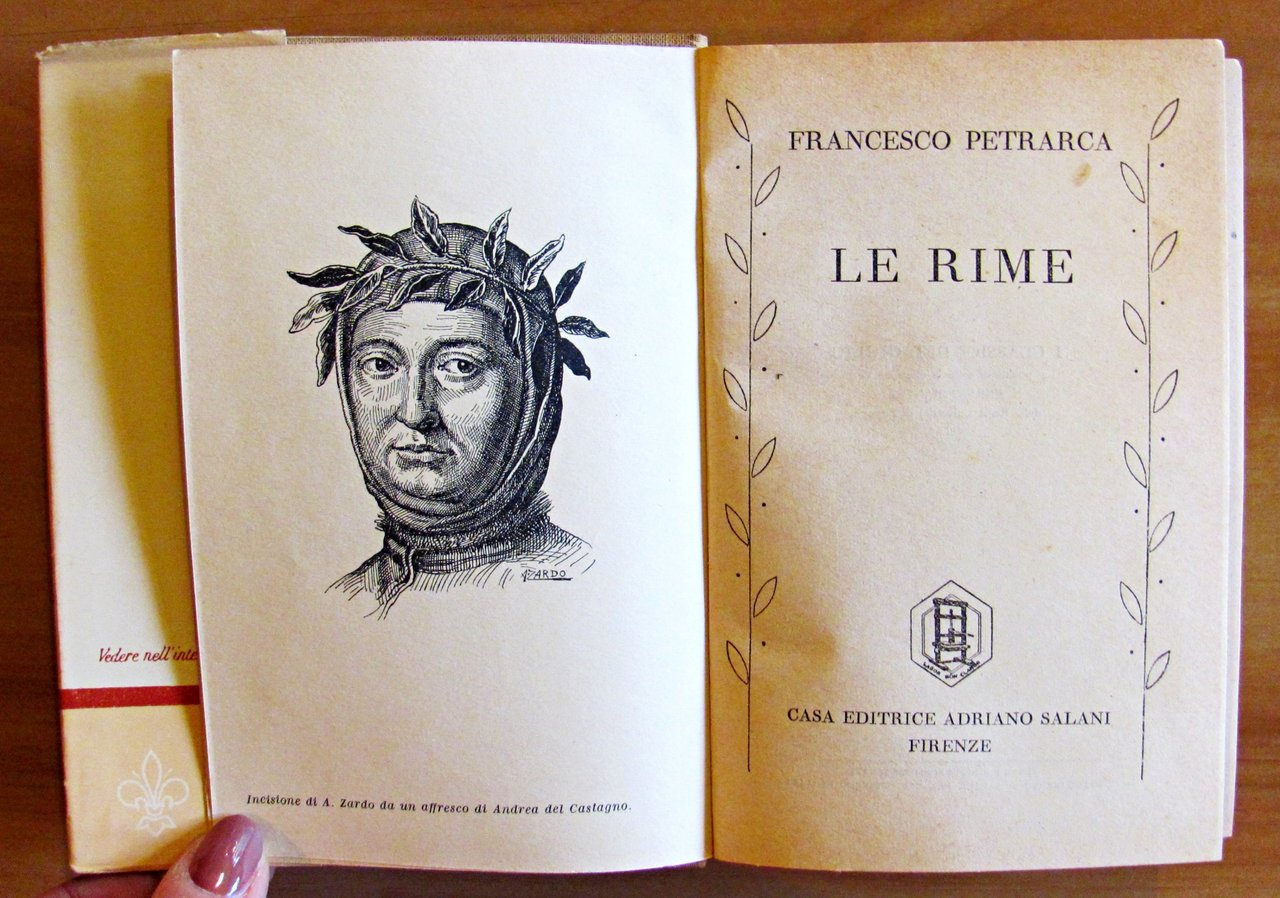 Vedere nell'inte
A. ZARDO
Incisione di A. Zardo da un affresco di Andrea del Castagno.
FRANCESCO PETRARCA
LE RIME
LABOR
CASA EDITRICE ADRIANO SALANI
FIRENZE